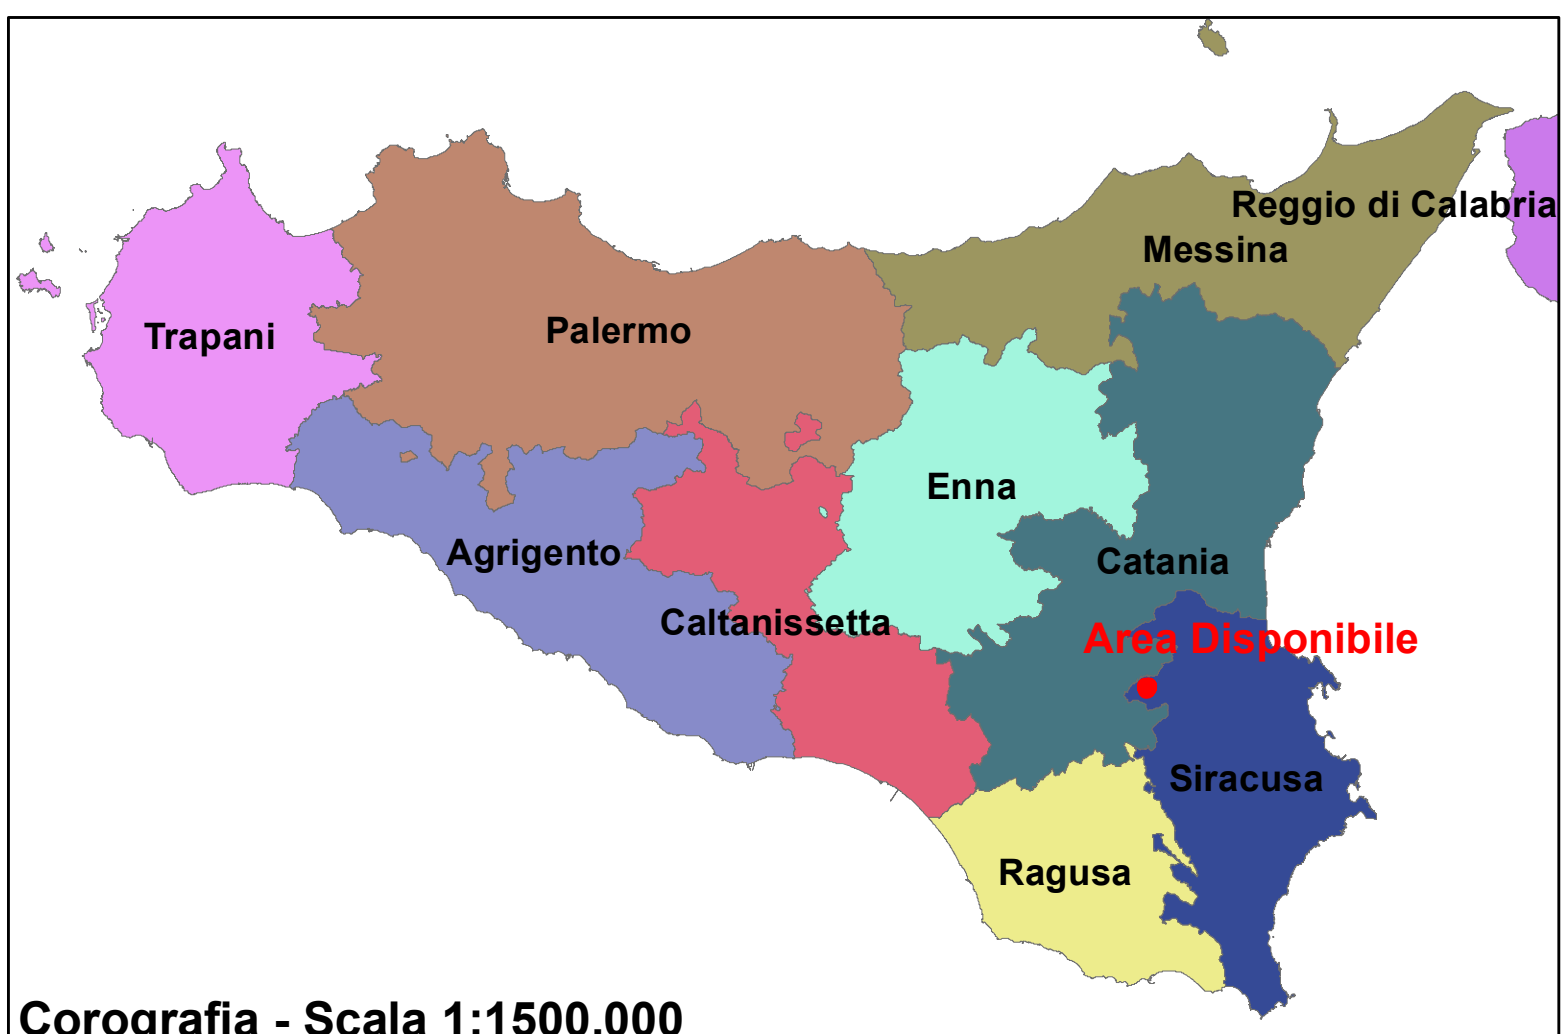 Reggio di Calabria
Messina
Trapani
Palermo
Enna
Agrigento
Catania
Caltanissetta
Area Disponibile
Siracusa
Ragusa
Corografia - Scala 1:1500.000